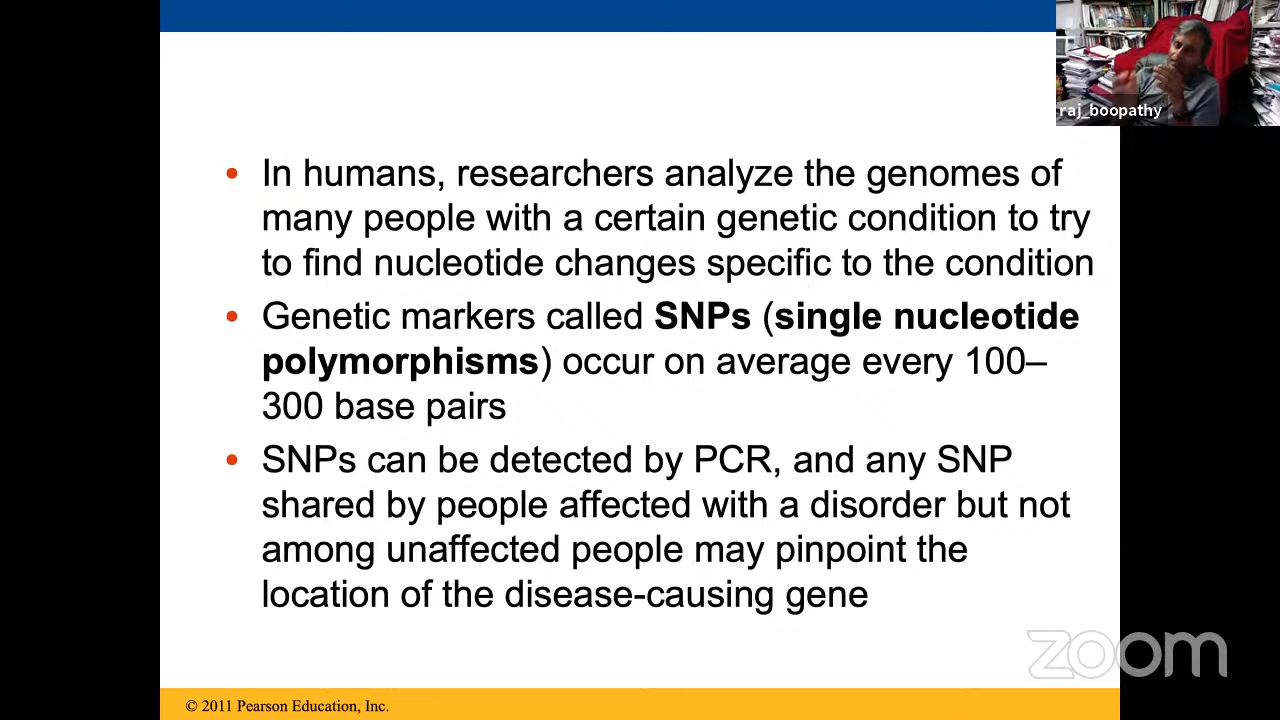 raj_boopathy
• In humans, researchers analyze the genomes of
many people with a certain genetic condition to try
to find nucleotide changes specific to the condition
• Genetic markers called SNPs (single nucleotide
polymorphisms) occur on average every 100–
300 base pairs
• SNPs can be detected by PCR, and any SNP
shared by people affected with a disorder but not
among unaffected people may pinpoint the
location of the disease-causing gene
zoom
© 2011 Pearson Education, Inc.